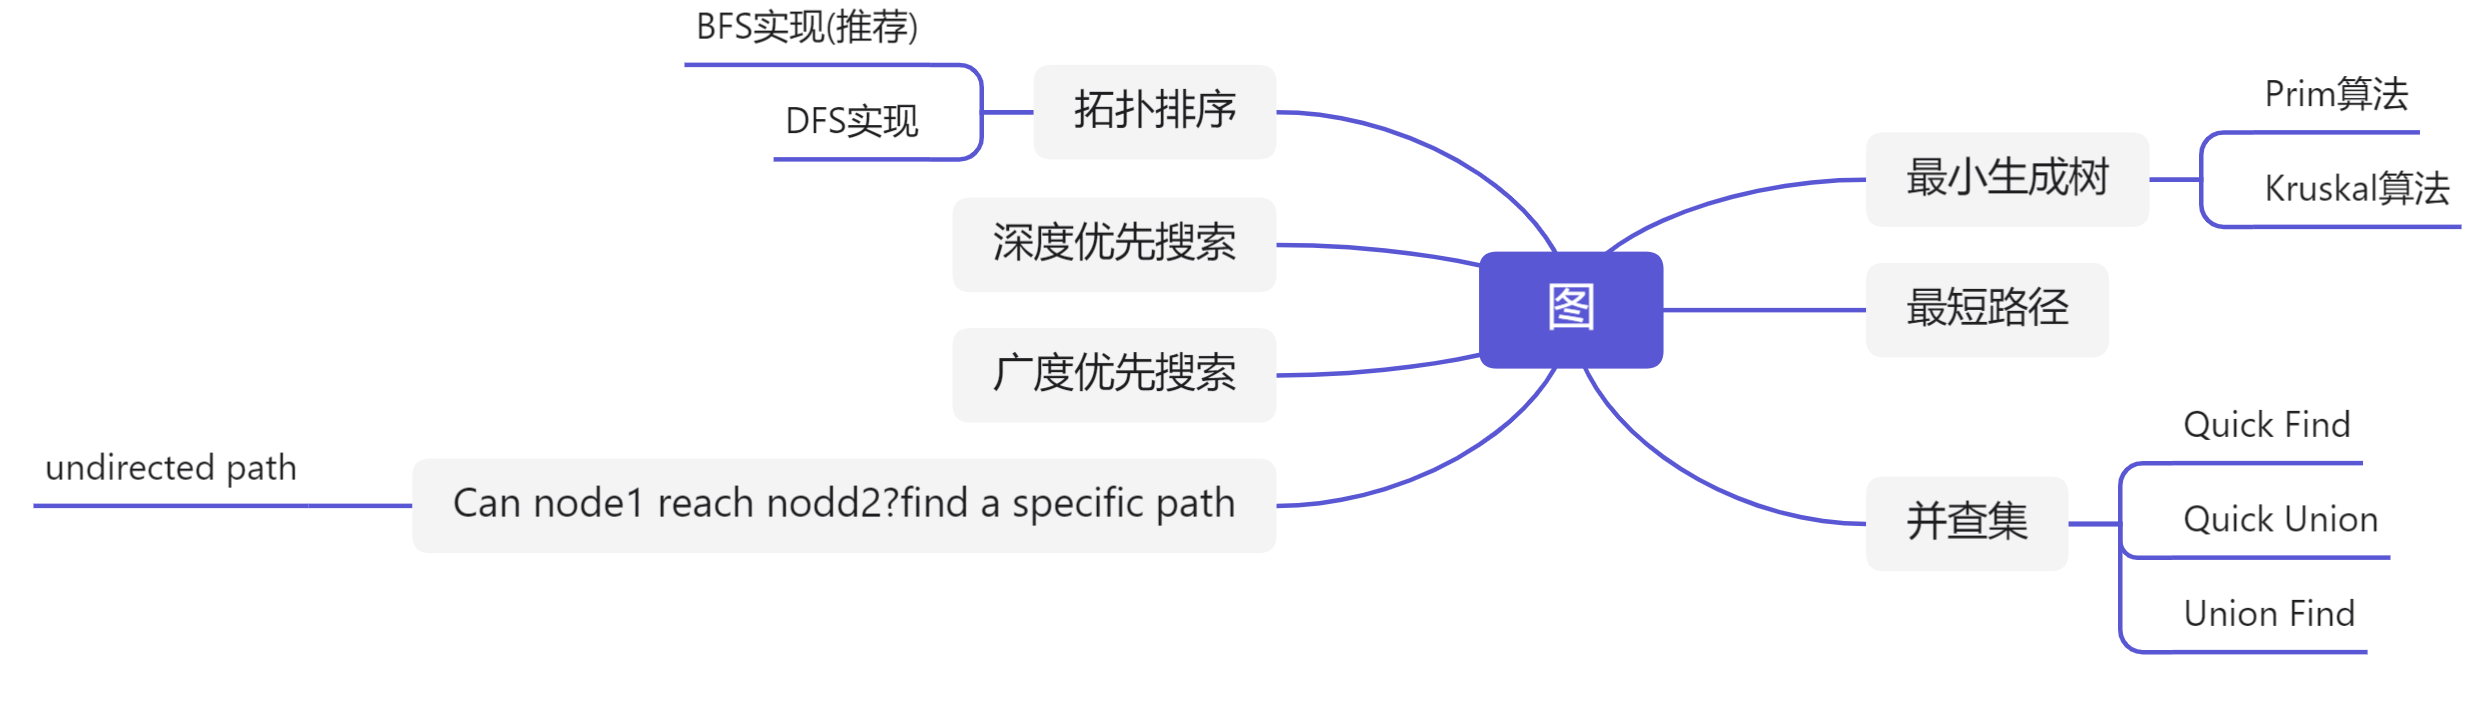 BFS实现(推荐)
DFS实现
拓扑排序
深度优先搜索
广度优先搜索
undirected path
Can node1 reach nodd2?find a specific path
图
最小生成树
Prim算法
Kruskal算法
最短路径
并查集
Quick Find
Quick Union
Union Find